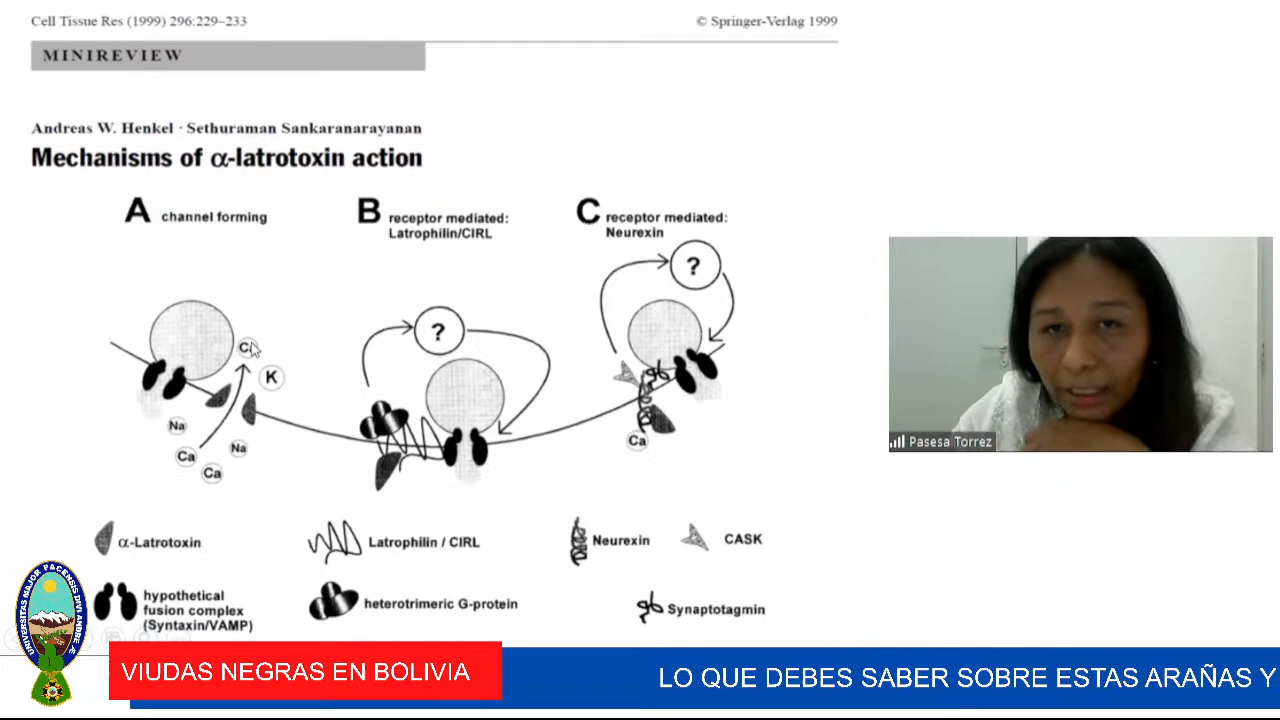 Cell Tissue Res (1999) 296:229–233
© Springer-Verlag 1999
MINIREVIEW
Andreas W. Henkel · Sethuraman Sankaranarayanan
Mechanisms of α-latrotoxin action
A channel forming
B receptor mediated:
Latrophilin/CIRL
C receptor mediated:
Neurexin
?
?
K
Na
Ca
Na
Ca
Ca
α-Latrotoxin
Latrophilin / CIRL
Neurexin
CASK
hypothetical
fusion complex
(Syntaxin/VAMP)
heterotrimeric G-protein
Synaptotagmin
Pasesa Torrez
VIUDAS NEGRAS EN BOLIVIA
LO QUE DEBES SABER SOBRE ESTAS ARAÑAS Y